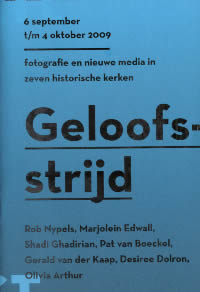 6 september
t/m 4 oktober 2009
fotografie en nieuwe media in
zeven historische kerken
Geloofs-
strijd
Rob Nypels, Marjolein Edwall,
Shadi Ghadirian, Pat van Boeckel,
Gerald van der Kaap, Desiree Dolron,
Olivia Arthur